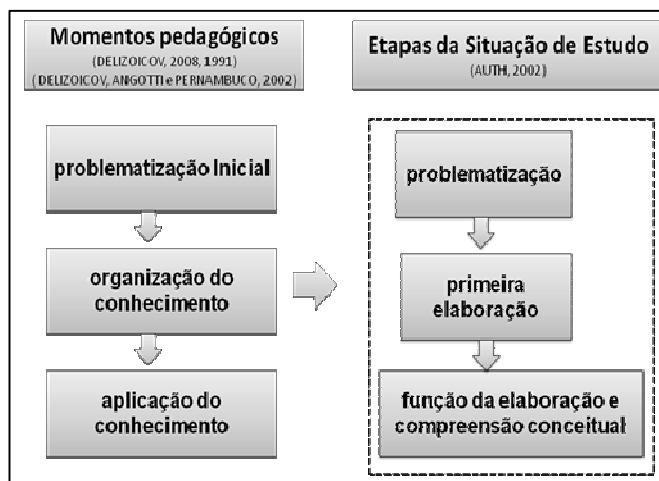 Momentos pedagógicos
(DELIZOICOV, 2008, 1991)
(DELIZOICOV, ANGOTTI e PERNAMBUCO, 2002)
problematização Inicial
organização do
conhecimento
aplicação do
conhecimento
Etapas da Situação de Estudo
(AUTH, 2002)
problematização
primeira
elaboração
função da elaboração e
compreensão conceitual